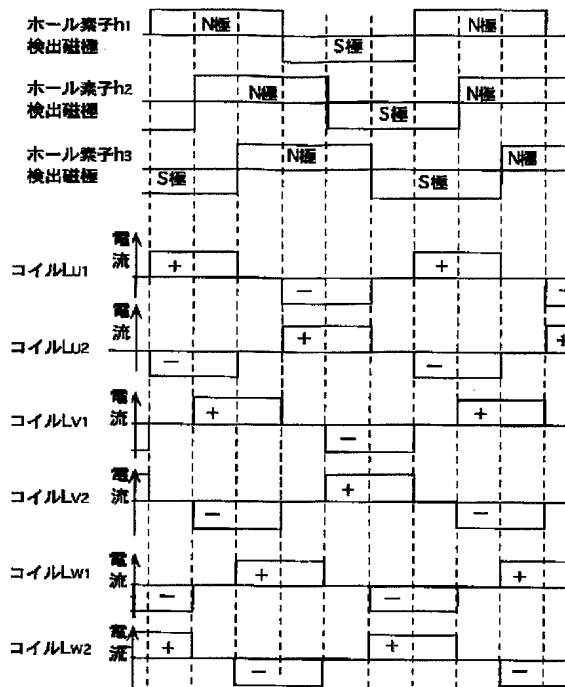 ホール素子h1
検出磁極
N極
S極
N極
ホール素子h2
検出磁極
N極
S極
N極
ホール素子h3
検出磁極
S極
N極
S極
N極
コイルLU1
電流
+
−
+
−
コイルLU2
電流
−
+
−
+
コイルLV1
電流
+
−
+
コイルLV2
電流
−
+
−
コイルLW1
電流
−
+
−
+
コイルLW2
電流
+
−
+
−